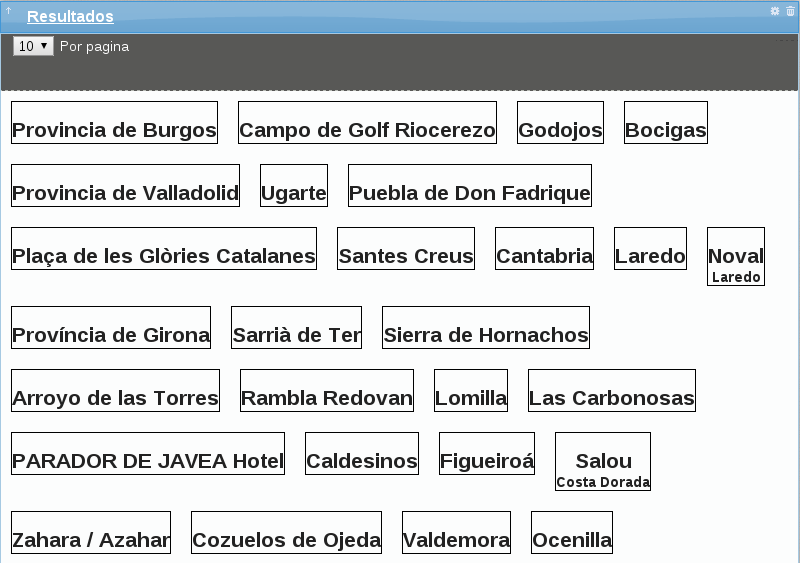 Resultados
10 Por pagina
Provincia de Burgos Campo de Golf Riocerezo Godojos Bocigas
Provincia de Valladolid Ugarte Puebla de Don Fadrique
Plaça de les Glòries Catalanes Santes Creus Cantabria Laredo Noval
Laredo
Província de Girona Sarrià de Ter Sierra de Hornachos
Arroyo de las Torres Rambla Redovan Lomilla Las Carbonosas
PARADOR DE JAVEA Hotel Caldesinos Figueiroá Salou
Costa Dorada
Zahara / Azahar Cozuelos de Ojeda Valdemora Ocenilla